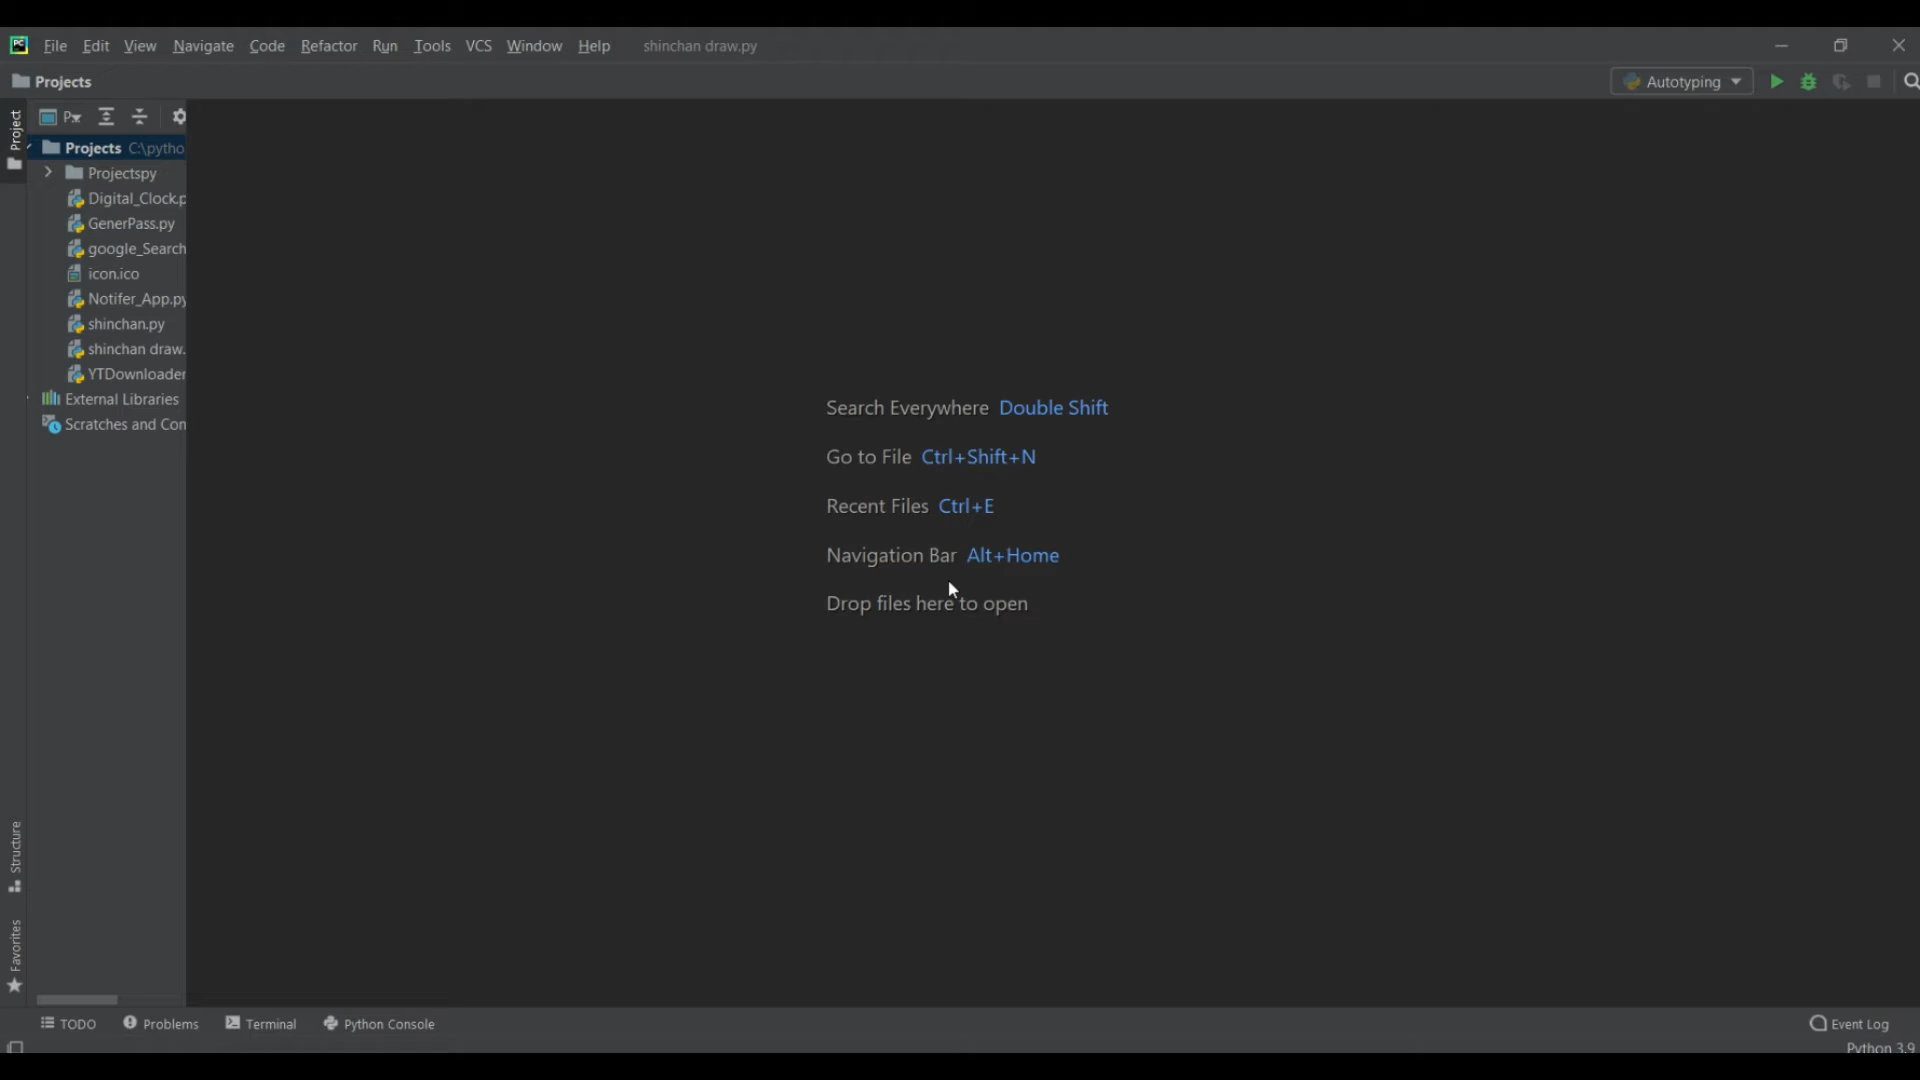 PC File Edit View Navigate Code Refactor Run Tools VCS Window Help shinchan draw.py
Projects
Autotyping
Project
P
Projects C:\pytho
Projectspy
Digital_Clock.p
GenerPass.py
google_Search
icon.ico
Notifer_App.py
shinchan.py
shinchan draw.
YTDownloader
External Libraries
Scratches and Con
Search Everywhere Double Shift
Go to File Ctrl+Shift+N
Recent Files Ctrl+E
Navigation Bar Alt+Home
Drop files here to open
Structure
Favorites
TODO Problems Terminal Python Console Event Log
Python 3.9